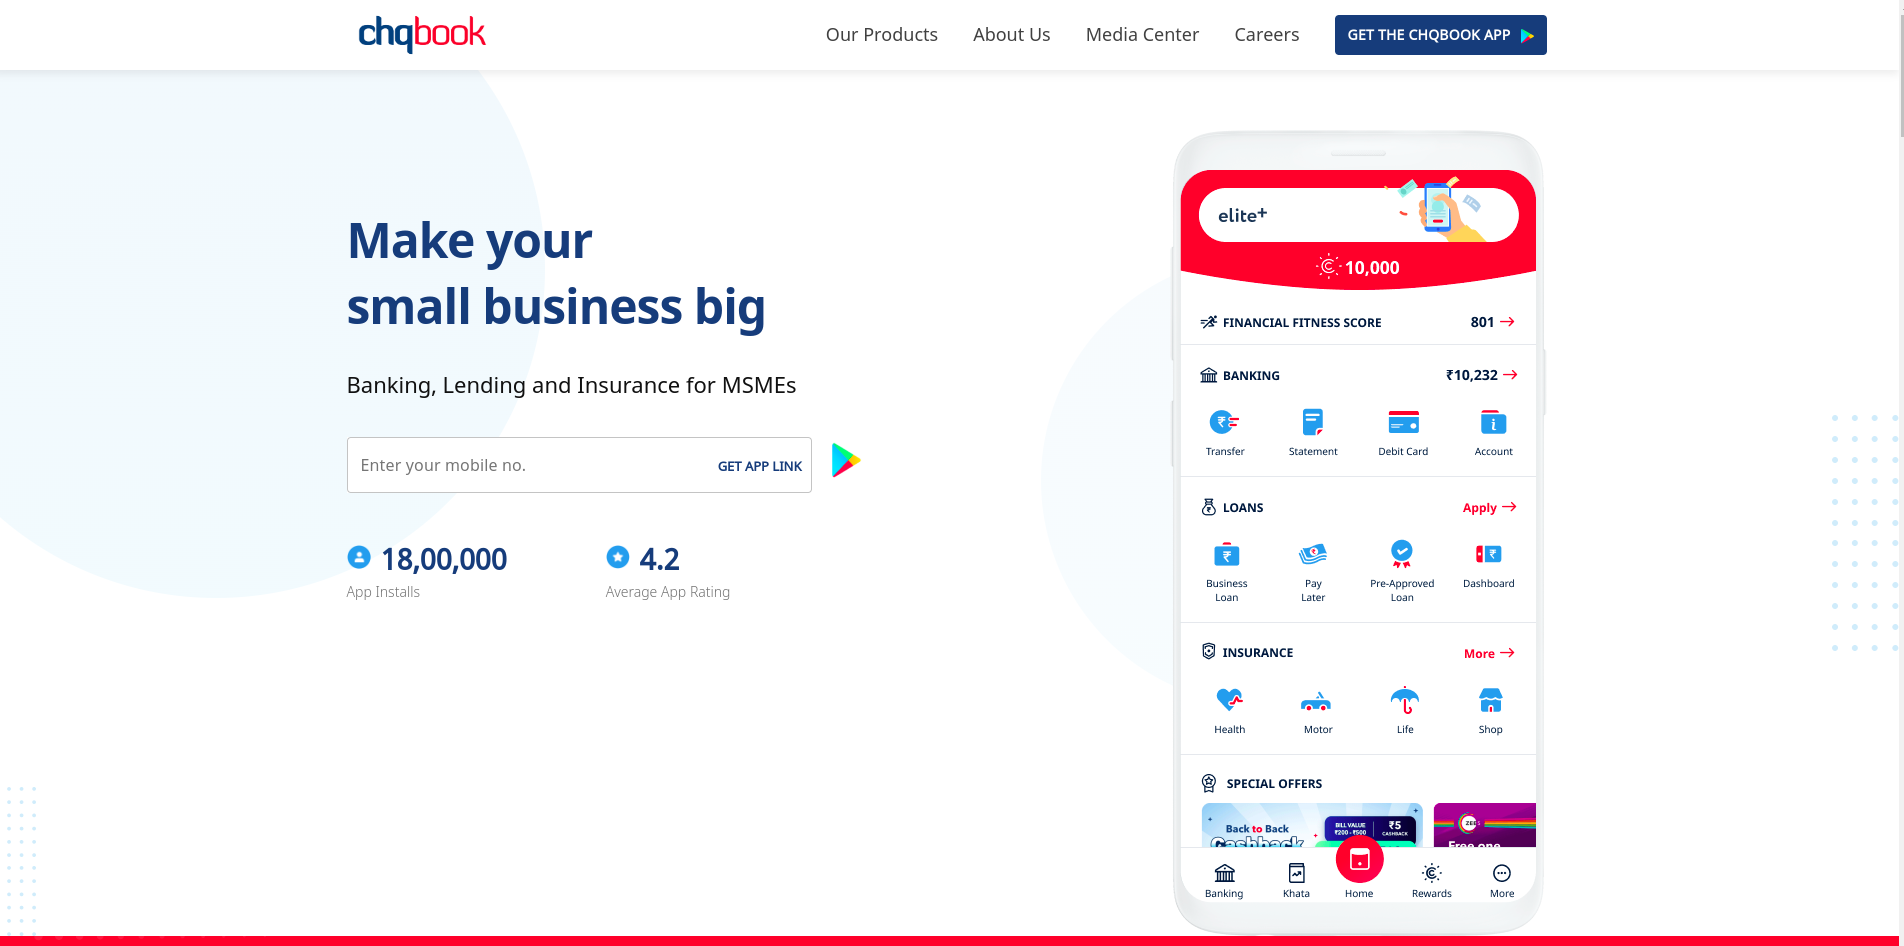 chqbook
Our Products
About Us
Media Center
Careers
GET THE CHQBOOK APP
Make your
small business big
Banking, Lending and Insurance for MSMEs
Enter your mobile no.
GET APP LINK
18,00,000
App Installs
4.2
Average App Rating
elite+
10,000
FINANCIAL FITNESS SCORE
801
BANKING
₹10,232
Transfer
Statement
Debit Card
Account
LOANS
Apply
Business
Loan
Pay
Later
Pre-Approved
Loan
Dashboard
INSURANCE
More
Health
Motor
Life
Shop
SPECIAL OFFERS
Back to Back
Cashback
BILL VALUE
₹200 - ₹500
₹5
CASHBACK
ZEE5
Free one
Banking
Khata
Home
Rewards
More